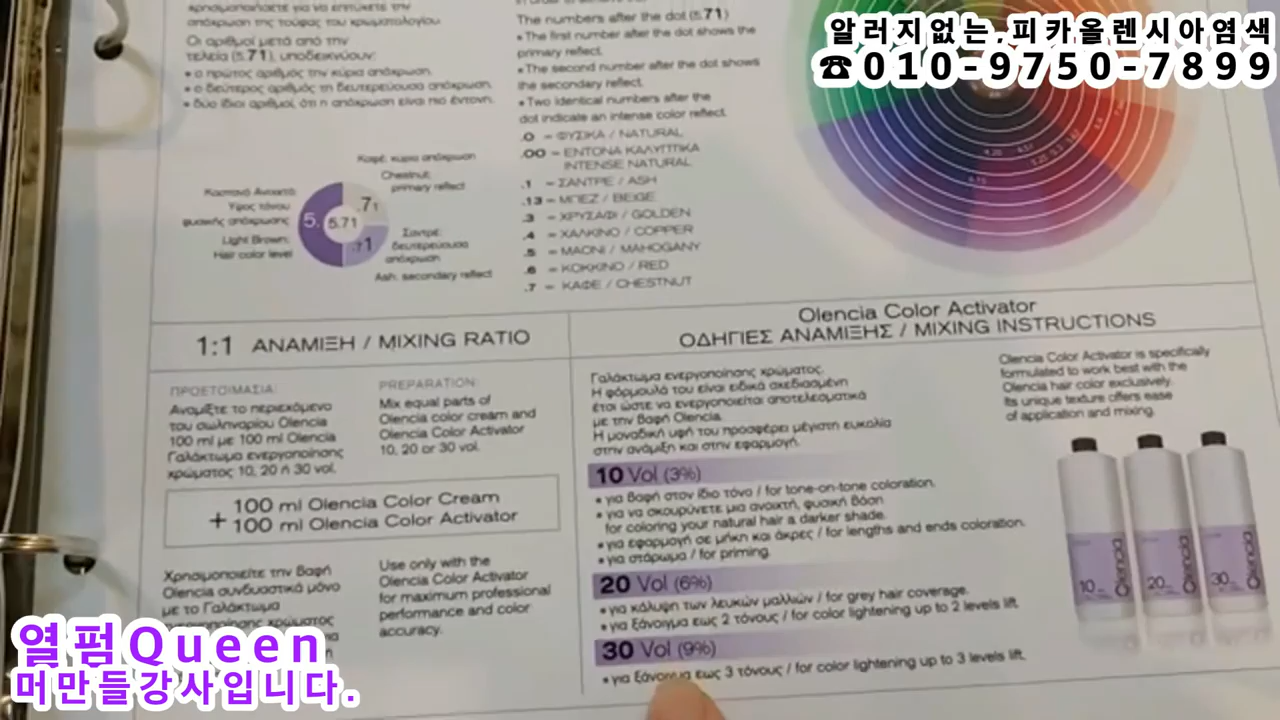 알러지없는,피카올렌시아염색
☎010-9750-7899
χρησιμοποιήσετε για να επιτύχετε την
απόχρωση της τούφας του χρωματολογίου.
Οι αριθμοί μετά από την
τελεία (5.71), υποδεικνύουν:
• ο πρώτος αριθμός την κύρια απόχρωση.
• ο δεύτερος αριθμός τη δευτερεύουσα απόχρωση.
• δύο ίδιοι αριθμοί, ότι η απόχρωση είναι πιο έντονη.
The numbers after the dot (5.71)
• The first number after the dot shows the
primary reflect.
• The second number after the dot shows
the secondary reflect.
• Two identical numbers after the
dot indicate an intense color reflect.
.0 = ΦΥΣΙΚΑ / NATURAL
.00 = ΕΝΤΟΝΑ ΚΑΛΥΠΤΙΚΑ
INTENSE NATURAL
.1 = ΣΑΝΤΡΕ / ASH
.13 = ΜΠΕΖ / BEIGE
.3 = ΧΡΥΣΑΦΙ / GOLDEN
.4 = ΧΑΛΚΙΝΟ / COPPER
.5 = ΜΑΟΝΙ / MAHOGANY
.6 = ΚΟΚΚΙΝΟ / RED
.7 = ΚΑΦΕ / CHESTNUT
Καφέ: κύρια απόχρωση
Chestnut:
primary reflect
Καστανό Ανοιχτό:
Ύψος τόνου
φυσικής απόχρωσης
Light Brown:
Hair color level
5.
5.71
.71
.71
Σαντρέ:
δευτερεύουσα
απόχρωση
Ash: secondary reflect
1:1 ΑΝΑΜΙΞΗ / MIXING RATIO
ΠΡΟΕΤΟΙΜΑΣΙΑ:
Αναμίξτε το περιεχόμενο
του σωληναρίου Olencia
100 ml με 100 ml Olencia
Γαλάκτωμα ενεργοποίησης
χρώματος 10, 20 ή 30 vol.
PREPARATION:
Mix equal parts of
Olencia color cream and
Olencia Color Activator
10, 20 or 30 vol.
100 ml Olencia Color Cream
+ 100 ml Olencia Color Activator
Χρησιμοποιείτε την βαφή
Olencia συνδυαστικά μόνο
με το Γαλάκτωμα
ενεργοποίησης χρώματος
Use only with the
Olencia Color Activator
for maximum professional
performance and color
accuracy.
Olencia Color Activator
ΟΔΗΓΙΕΣ ΑΝΑΜΙΞΗΣ / MIXING INSTRUCTIONS
Γαλάκτωμα ενεργοποίησης χρώματος.
Η φόρμουλά του είναι ειδικά σχεδιασμένη
έτσι ώστε να ενεργοποιείται αποτελεσματικά
με την βαφή Olencia.
Η μοναδική υφή του προσφέρει μέγιστη ευκολία
στην ανάμιξη και στην εφαρμογή.
Olencia Color Activator is specifically
formulated to work best with the
Olencia hair color exclusively.
Its unique texture offers ease
of application and mixing.
10 Vol (3%)
• για βαφή στον ίδιο τόνο / for tone-on-tone coloration.
• για να σκουρύνετε μια ανοιχτή, φυσική βάση
for coloring your natural hair a darker shade.
• για εφαρμογή σε μήκη και άκρες / for lengths and ends coloration.
• για στάρωμα / for priming.
20 Vol (6%)
• για κάλυψη των λευκών μαλλιών / for grey hair coverage.
• για ξάνοιγμα έως 2 τόνους / for color lightening up to 2 levels lift.
30 Vol (9%)
• για ξάνοιγμα έως 3 τόνους / for color lightening up to 3 levels lift.
10
Olencia
20
Olencia
30
Olencia
열펌Queen
머만들강사입니다.